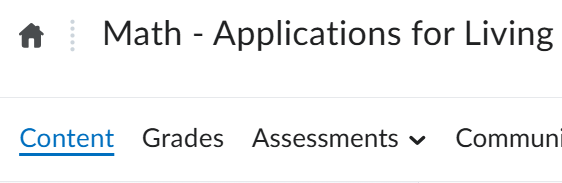 Math - Applications for Living
Content Grades Assessments Communi